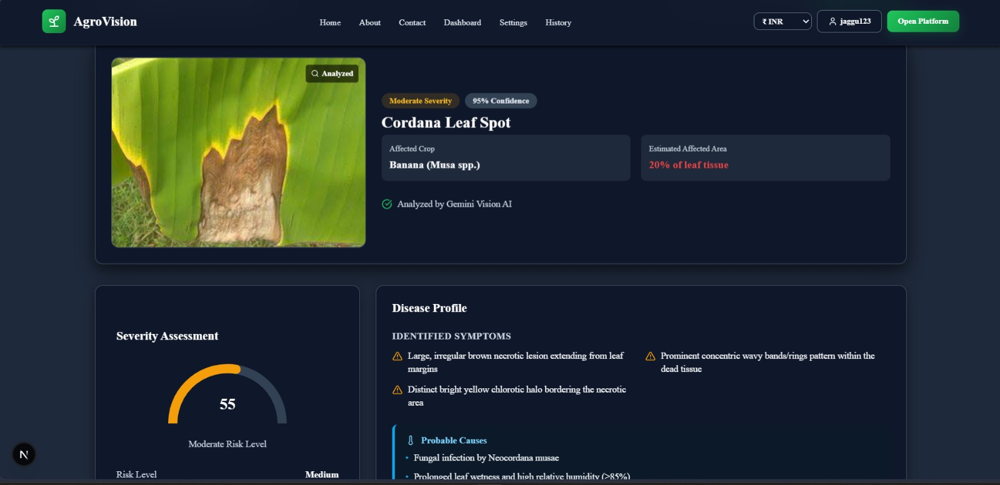 AgroVision
Home About Contact Dashboard Settings History
₹ INR
jaggu123
Open Platform
Analyzed
Moderate Severity
95% Confidence
Cordana Leaf Spot
Affected Crop
Banana (Musa spp.)
Estimated Affected Area
20% of leaf tissue
Analyzed by Gemini Vision AI
Severity Assessment
55
Moderate Risk Level
Risk Level Medium
Disease Profile
IDENTIFIED SYMPTOMS
Large, irregular brown necrotic lesion extending from leaf
margins
Prominent concentric wavy bands/rings pattern within the
dead tissue
Distinct bright yellow chlorotic halo bordering the necrotic
area
Probable Causes
• Fungal infection by Neocordana musae
• Prolonged leaf wetness and high relative humidity (>85%)
N